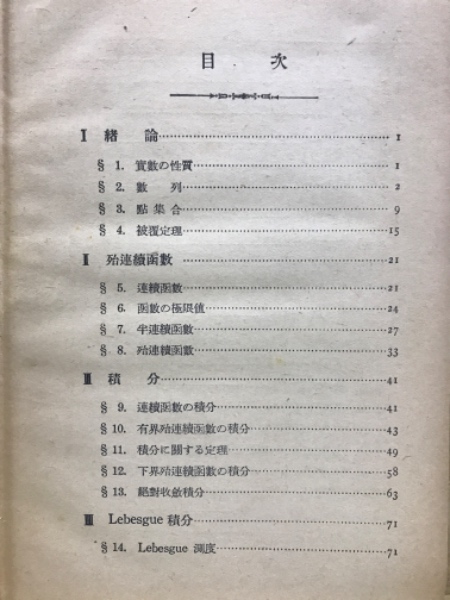 目 次
I 緒 論 1
§ 1. 實數の性質 1
§ 2. 數 列 2
§ 3. 點集合 9
§ 4. 被覆定理 15
II 殆連續函數 21
§ 5. 連續函數 21
§ 6. 函數の極限値 24
§ 7. 半連續函數 27
§ 8. 殆連續函數 33
III 積 分 41
§ 9. 連續函數の積分 41
§ 10. 有界殆連續函數の積分 43
§ 11. 積分に關する定理 49
§ 12. 下界殆連續函數の積分 58
§ 13. 絕對收斂積分 63
IIII Lebesgue 積分 71
§ 14. Lebesgue 測度 71